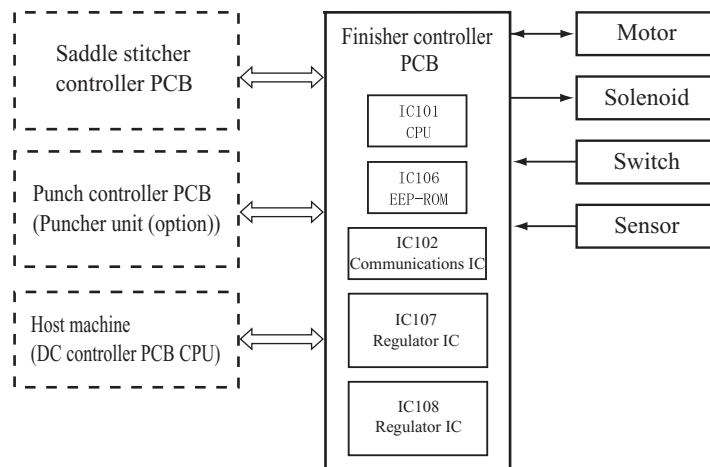 Saddle stitcher
controller PCB
Punch controller PCB
(Puncher unit (option))
Host machine
(DC controller PCB CPU)
Finisher controller
PCB
IC101
CPU
IC106
EEP-ROM
IC102
Communications IC
IC107
Regulator IC
IC108
Regulator IC
Motor
Solenoid
Switch
Sensor